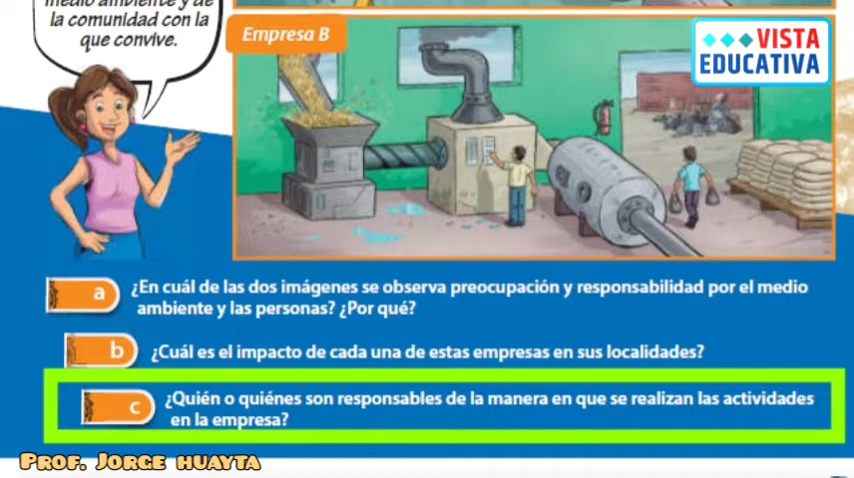 medio ambiente y de
la comunidad con la
que convive.
Empresa B
VISTA
EDUCATIVA
a ¿En cuál de las dos imágenes se observa preocupación y responsabilidad por el medio
ambiente y las personas? ¿Por qué?
b ¿Cuál es el impacto de cada una de estas empresas en sus localidades?
c ¿Quién o quiénes son responsables de la manera en que se realizan las actividades
en la empresa?
PROF. JORGE HUAYTA